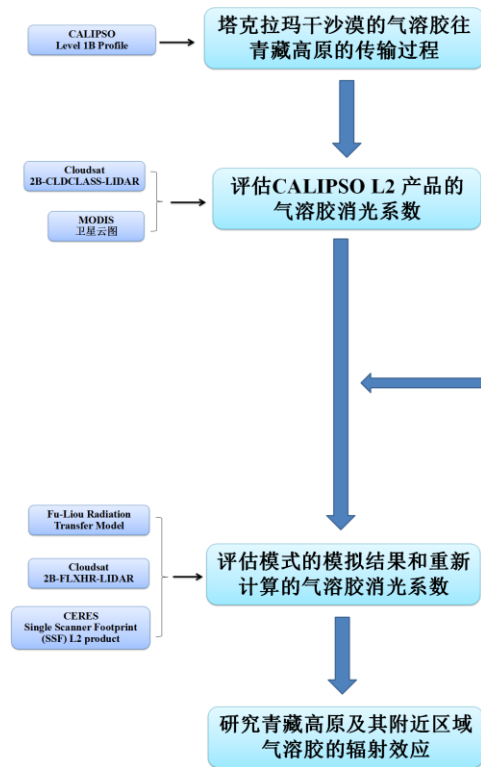 CALIPSO
Level 1B Profile
塔克拉玛干沙漠的气溶胶往
青藏高原的传输过程
Cloudsat
2B-CLDCLASS-LIDAR
MODIS
卫星云图
评估CALIPSO L2 产品的
气溶胶消光系数
Fu-Liou Radiation
Transfer Model
Cloudsat
2B-FLXHR-LIDAR
CERES
Single Scanner Footprint
(SSF) L2 product
评估模式的模拟结果和重新
计算的气溶胶消光系数
研究青藏高原及其附近区域
气溶胶的辐射效应